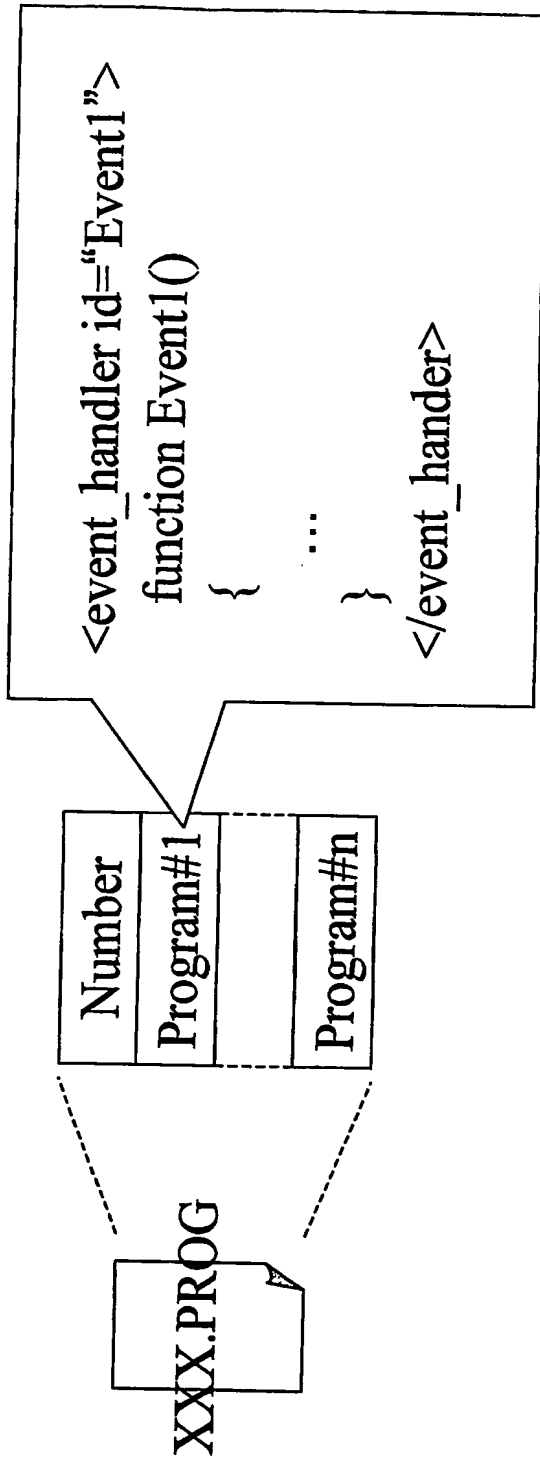 XXX.PROG
Number
Program#1
Program#n
<event_handler id=“Event1”>
function Event1()
{
...
}
</event_hander>